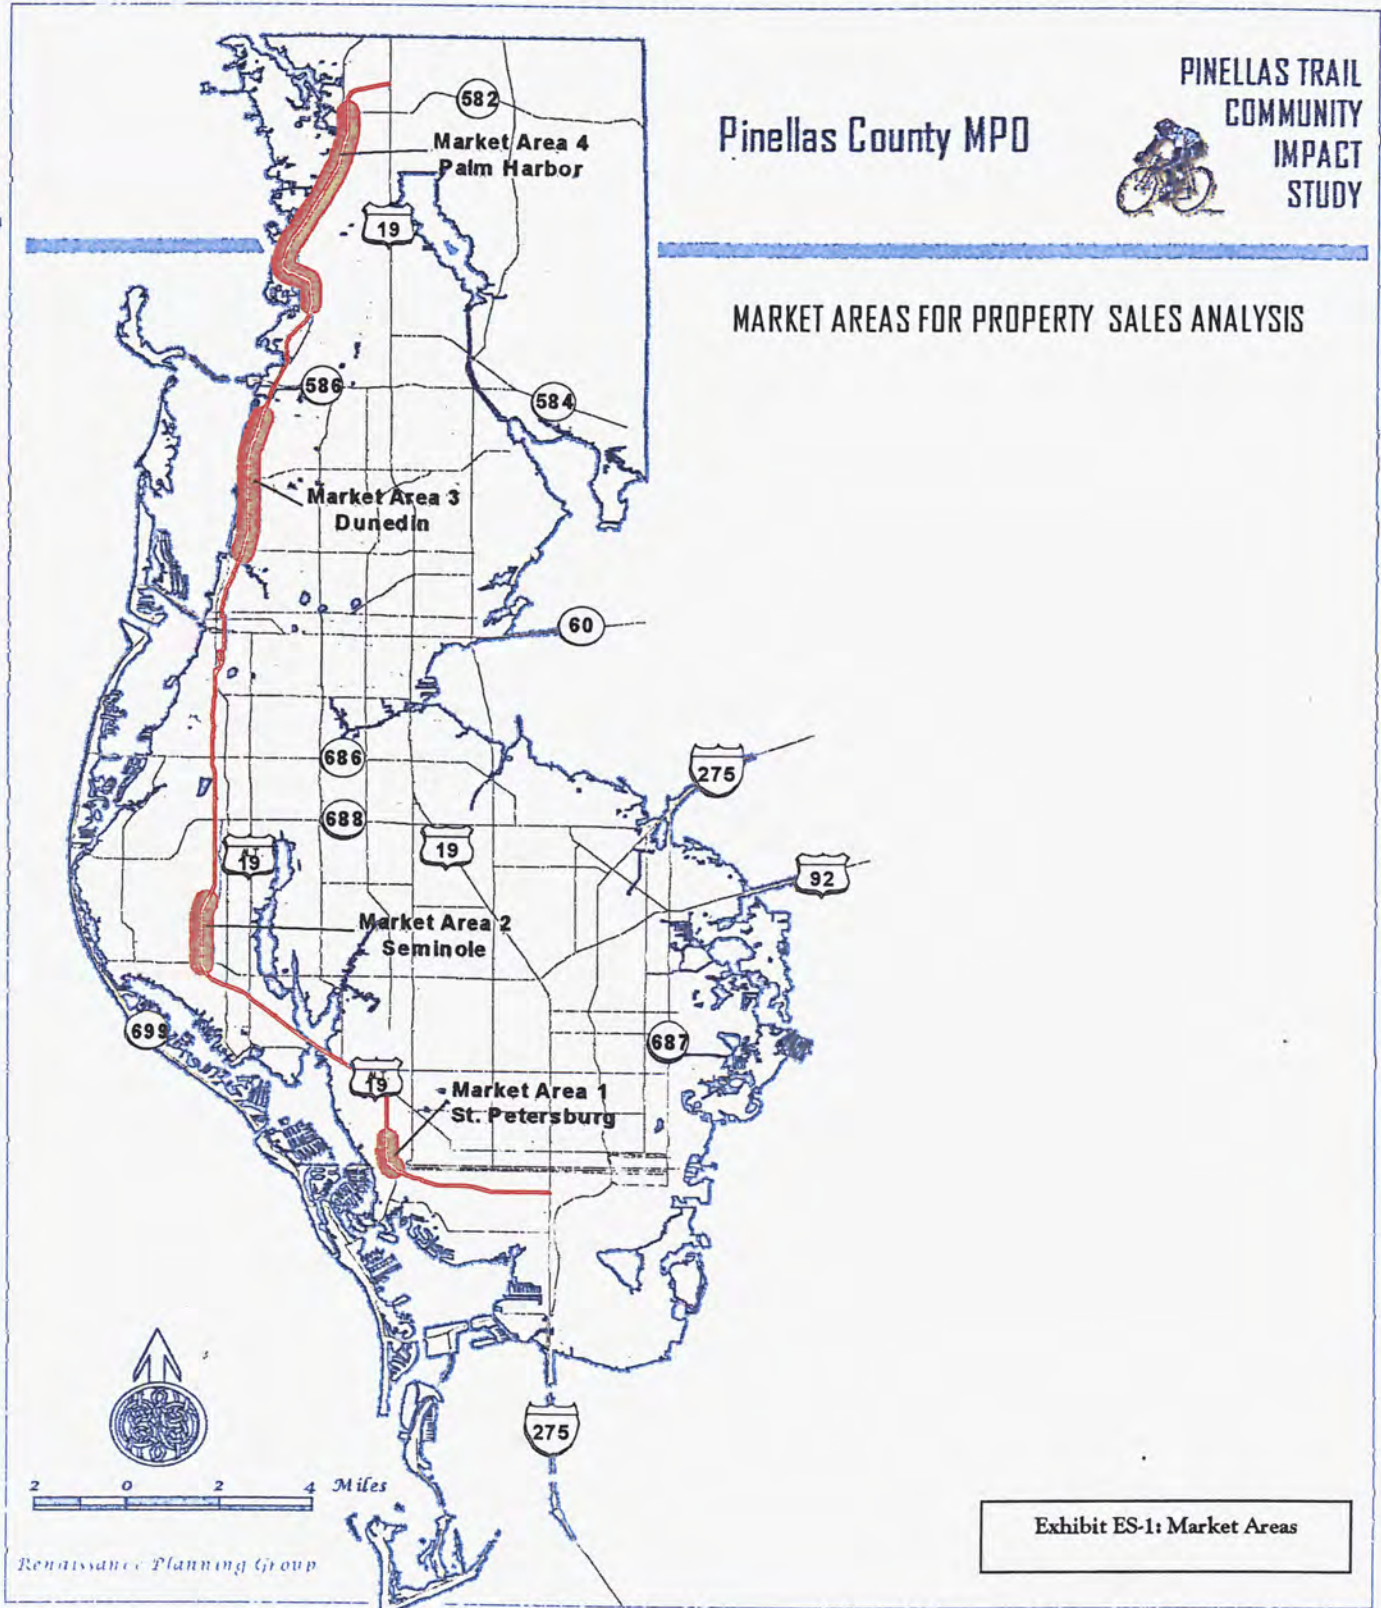 PINELLAS TRAIL
COMMUNITY
IMPACT
STUDY
Pinellas County MPO
MARKET AREAS FOR PROPERTY SALES ANALYSIS
582
Market Area 4
Palm Harbor
19
586
584
Market Area 3
Dunedin
60
686
275
688
ALT
19
19
92
Market Area 2
Seminole
699
687
ALT
19
Market Area 1
St. Petersburg
275
2 0 2 4 Miles
Renaissance Planning Group
Exhibit ES-1: Market Areas